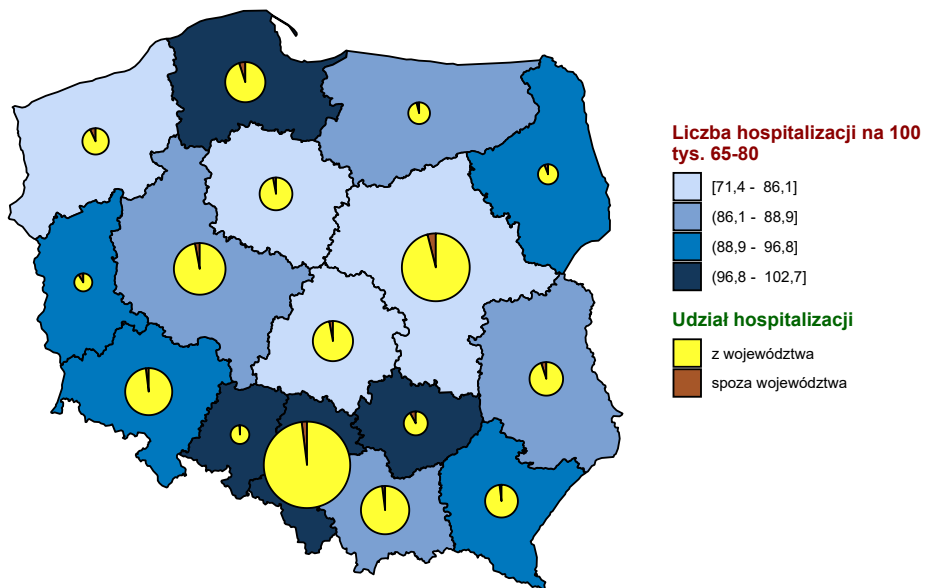 Liczba hospitalizacji na 100
tys. 65-80
[71,4 - 86,1]
(86,1 - 88,9]
(88,9 - 96,8]
(96,8 - 102,7]
Udział hospitalizacji
z województwa
spoza województwa